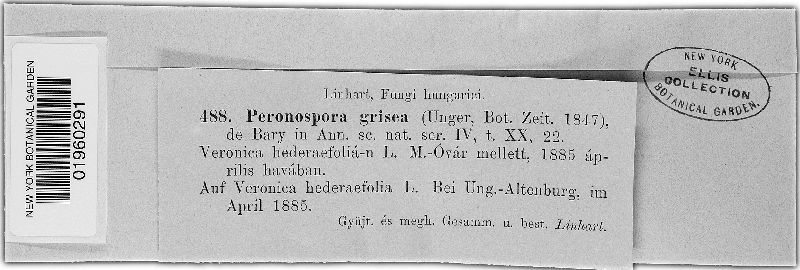 NEW YORK BOTANICAL GARDEN
01960291
Linhart, Fungi hungarici.
488. Peronospora grisea (Unger, Bot. Zeit. 1847),
de Bary in Ann. sc. nat. ser. IV, t. XX, 22.
Veronica hederaefoliá-n L. M.-Óvár mellett, 1885 áp-
rilis havában.
Auf Veronica hederaefolia L. Bei Ung.-Altenburg, im
April 1885.
Gyűjt. és megh. Gesamm. u. best. Linhart.
NEW YORK
ELLIS
COLLECTION
BOTANICAL GARDEN.